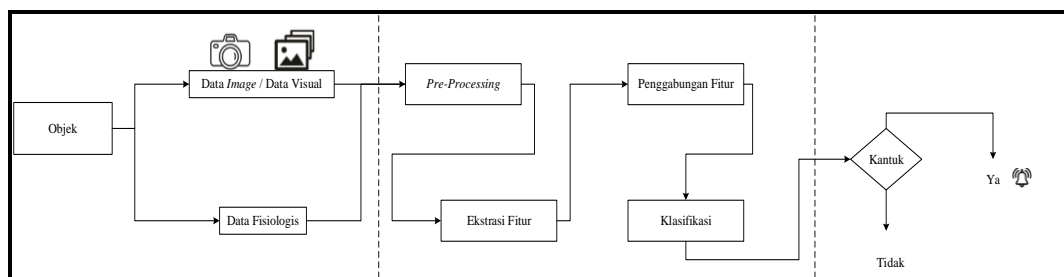 Objek
Data Image / Data Visual
Data Fisiologis
Pre-Processing
Ekstrasi Fitur
Penggabungan Fitur
Klasifikasi
Kantuk
Ya
Tidak